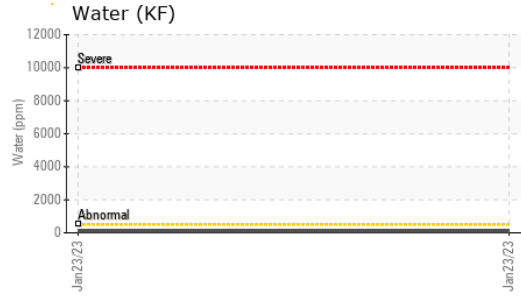 Water (KF)
12000
Severe
10000
8000
6000
4000
2000
Abnormal
0
Water (ppm)
Jan23/23
Jan23/23